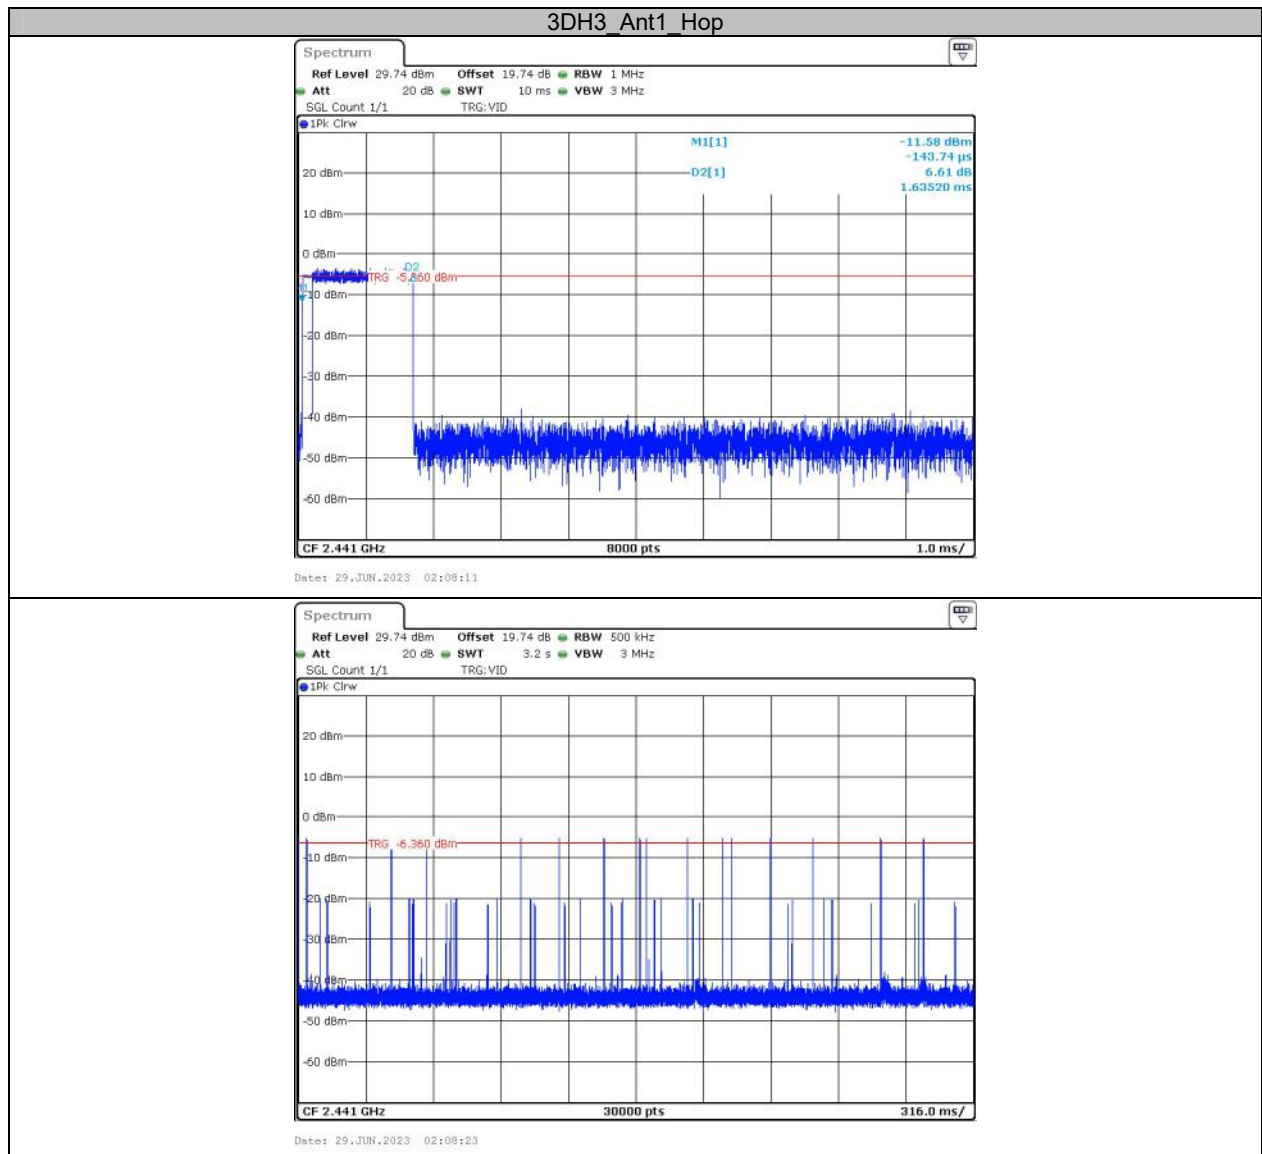 3DH3_Ant1_Hop
Spectrum
Ref Level 29.74 dBm Offset 19.74 dB RBW 1 MHz
Att 20 dB SWT 10 ms VBW 3 MHz
SGL Count 1/1 TRG:VID
1Pk Clrw
M1[1] -11.58 dBm
-143.74 µs
D2[1] 6.61 dB
1.63520 ms
20 dBm
10 dBm
0 dBm
D2
TRG -5.860 dBm
-10 dBm
-20 dBm
-30 dBm
-40 dBm
-50 dBm
-60 dBm
CF 2.441 GHz 8000 pts 1.0 ms/
Date: 29.JUN.2023 02:08:11
Spectrum
Ref Level 29.74 dBm Offset 19.74 dB RBW 500 kHz
Att 20 dB SWT 3.2 s VBW 3 MHz
SGL Count 1/1 TRG:VID
1Pk Clrw
20 dBm
10 dBm
0 dBm
TRG -6.360 dBm
-10 dBm
-20 dBm
-30 dBm
-40 dBm
-50 dBm
-60 dBm
CF 2.441 GHz 30000 pts 316.0 ms/
Date: 29.JUN.2023 02:08:23